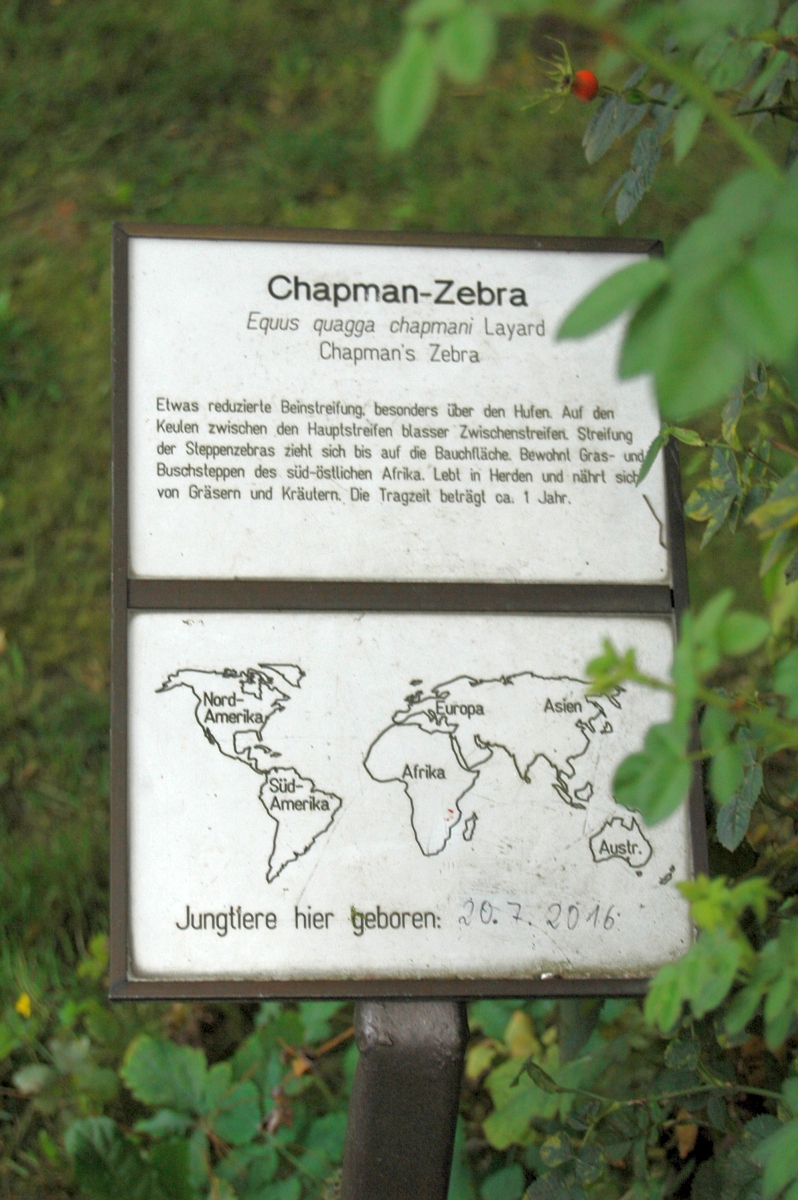 Chapman-Zebra
Equus quagga chapmani Layard
Chapman's Zebra
Etwas reduzierte Beinstreifung, besonders über den Hufen. Auf den
Keulen zwischen den Hauptstreifen blasser Zwischenstreifen. Streifung
der Steppenzebras zieht sich bis auf die Bauchfläche. Bewohnt Gras- und
Buschsteppen des süd-östlichen Afrika. Lebt in Herden und nährt sich
von Gräsern und Kräutern. Die Tragzeit beträgt ca. 1 Jahr.
Nord-
Amerika
Europa
Asien
Afrika
Süd-
Amerika
Austr.
Jungtiere hier geboren: 20.7.2016